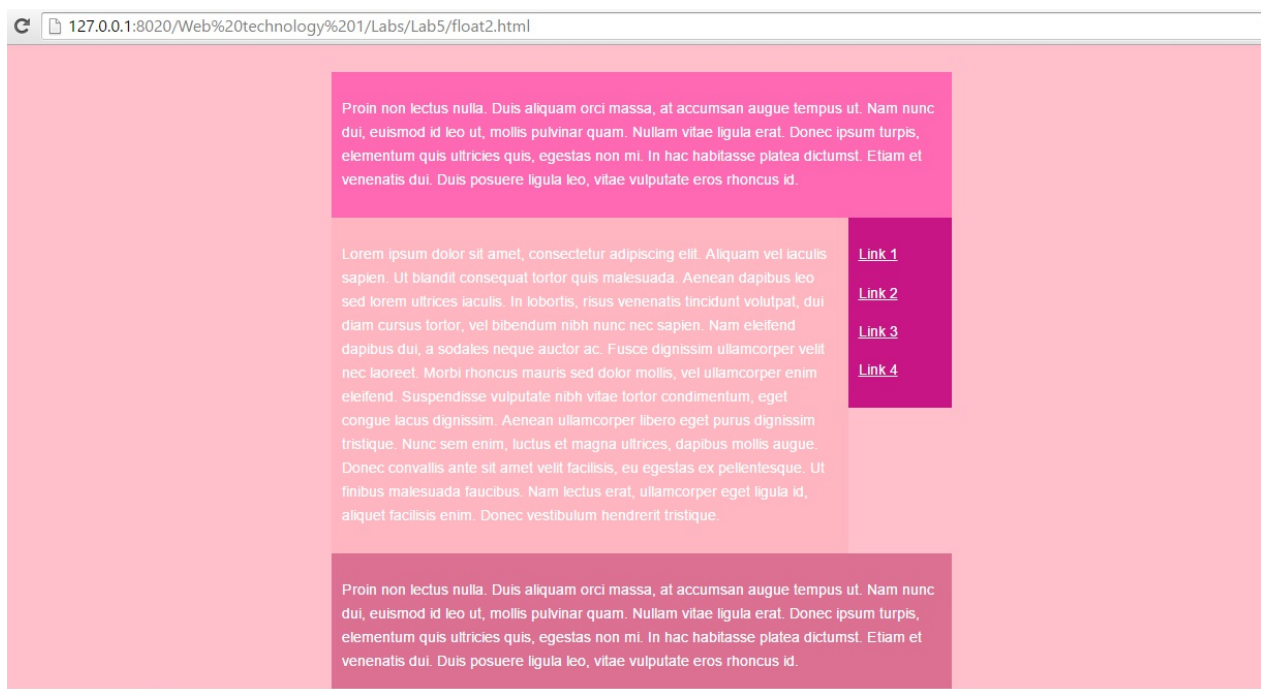 127.0.0.1:8020/Web%20technology%201/Labs/Lab5/float2.html
Proin non lectus nulla. Duis aliquam orci massa, at accumsan augue tempus ut. Nam nunc
dui, euismod id leo ut, mollis pulvinar quam. Nullam vitae ligula erat. Donec ipsum turpis,
elementum quis ultricies quis, egestas non mi. In hac habitasse platea dictumst. Etiam et
venenatis dui. Duis posuere ligula leo, vitae vulputate eros rhoncus id.
Lorem ipsum dolor sit amet, consectetur adipiscing elit. Aliquam vel iaculis
sapien. Ut blandit consequat tortor quis malesuada. Aenean dapibus leo
sed lorem ultrices iaculis. In lobortis, risus venenatis tincidunt volutpat, dui
diam cursus tortor, vel bibendum nibh nunc nec sapien. Nam eleifend
dapibus dui, a sodales neque auctor ac. Fusce dignissim ullamcorper velit
nec laoreet. Morbi rhoncus mauris sed dolor mollis, vel ullamcorper enim
eleifend. Suspendisse vulputate nibh vitae tortor condimentum, eget
congue lacus dignissim. Aenean ullamcorper libero eget purus dignissim
tristique. Nunc sem enim, luctus et magna ultrices, dapibus mollis augue.
Donec convallis ante sit amet velit facilisis, eu egestas ex pellentesque. Ut
finibus malesuada faucibus. Nam lectus erat, ullamcorper eget ligula id,
aliquet facilisis enim. Donec vestibulum hendrerit tristique.
Link 1
Link 2
Link 3
Link 4
Proin non lectus nulla. Duis aliquam orci massa, at accumsan augue tempus ut. Nam nunc
dui, euismod id leo ut, mollis pulvinar quam. Nullam vitae ligula erat. Donec ipsum turpis,
elementum quis ultricies quis, egestas non mi. In hac habitasse platea dictumst. Etiam et
venenatis dui. Duis posuere ligula leo, vitae vulputate eros rhoncus id.